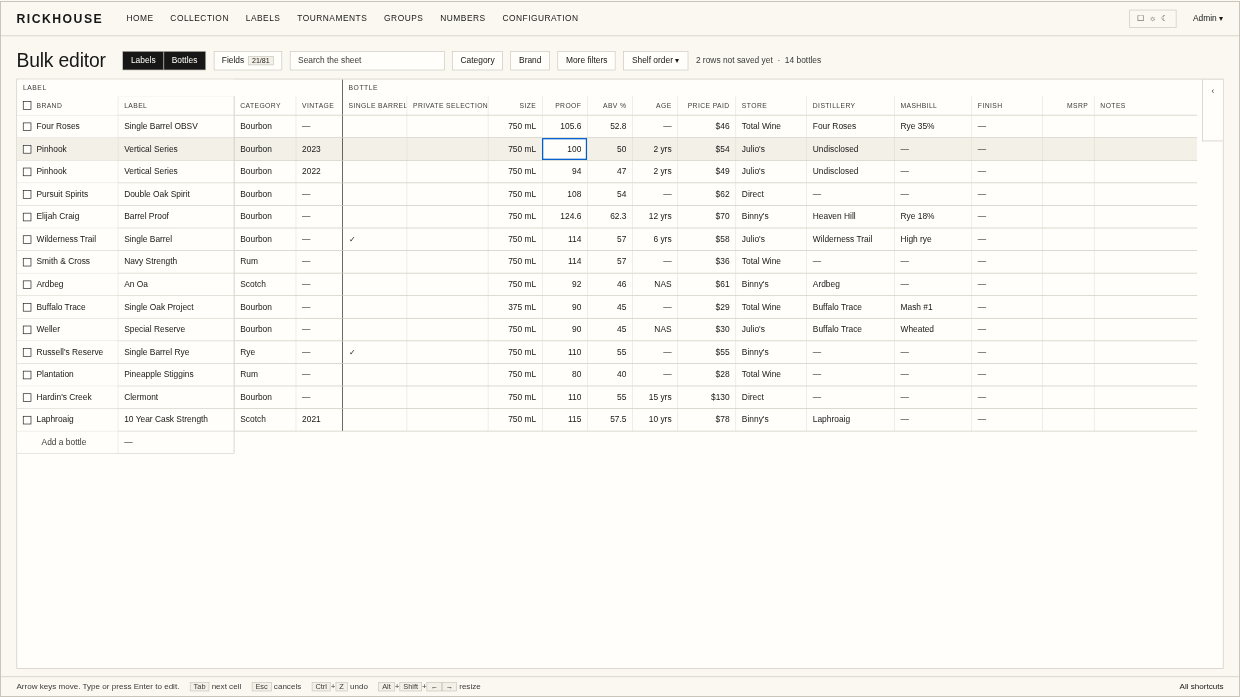 RICKHOUSE HOME COLLECTION LABELS TOURNAMENTS GROUPS NUMBERS CONFIGURATION Admin ▾
Bulk editor Labels Bottles Fields 21/81 Search the sheet Category Brand More filters Shelf order ▾ 2 rows not saved yet · 14 bottles
LABEL BOTTLE
BRAND LABEL CATEGORY VINTAGE SINGLE BARREL PRIVATE SELECTION SIZE PROOF ABV % AGE PRICE PAID STORE DISTILLERY MASHBILL FINISH MSRP NOTES
Four Roses Single Barrel OBSV Bourbon — 750 mL 105.6 52.8 — $46 Total Wine Four Roses Rye 35% —
Pinhook Vertical Series Bourbon 2023 750 mL 100 50 2 yrs $54 Julio's Undisclosed — —
Pinhook Vertical Series Bourbon 2022 750 mL 94 47 2 yrs $49 Julio's Undisclosed — —
Pursuit Spirits Double Oak Spirit Bourbon — 750 mL 108 54 — $62 Direct — — —
Elijah Craig Barrel Proof Bourbon — 750 mL 124.6 62.3 12 yrs $70 Binny's Heaven Hill Rye 18% —
Wilderness Trail Single Barrel Bourbon — ✓ 750 mL 114 57 6 yrs $58 Julio's Wilderness Trail High rye —
Smith & Cross Navy Strength Rum — 750 mL 114 57 — $36 Total Wine — — —
Ardbeg An Oa Scotch — 750 mL 92 46 NAS $61 Binny's Ardbeg — —
Buffalo Trace Single Oak Project Bourbon — 375 mL 90 45 — $29 Total Wine Buffalo Trace Mash #1 —
Weller Special Reserve Bourbon — 750 mL 90 45 NAS $30 Julio's Buffalo Trace Wheated —
Russell's Reserve Single Barrel Rye Rye — ✓ 750 mL 110 55 — $55 Binny's — — —
Plantation Pineapple Stiggins Rum — 750 mL 80 40 — $28 Total Wine — — —
Hardin's Creek Clermont Bourbon — 750 mL 110 55 15 yrs $130 Direct — — —
Laphroaig 10 Year Cask Strength Scotch 2021 750 mL 115 57.5 10 yrs $78 Binny's Laphroaig — —
Add a bottle —
Arrow keys move. Type or press Enter to edit. Tab next cell Esc cancels Ctrl + Z undo Alt + Shift + ← → resize All shortcuts